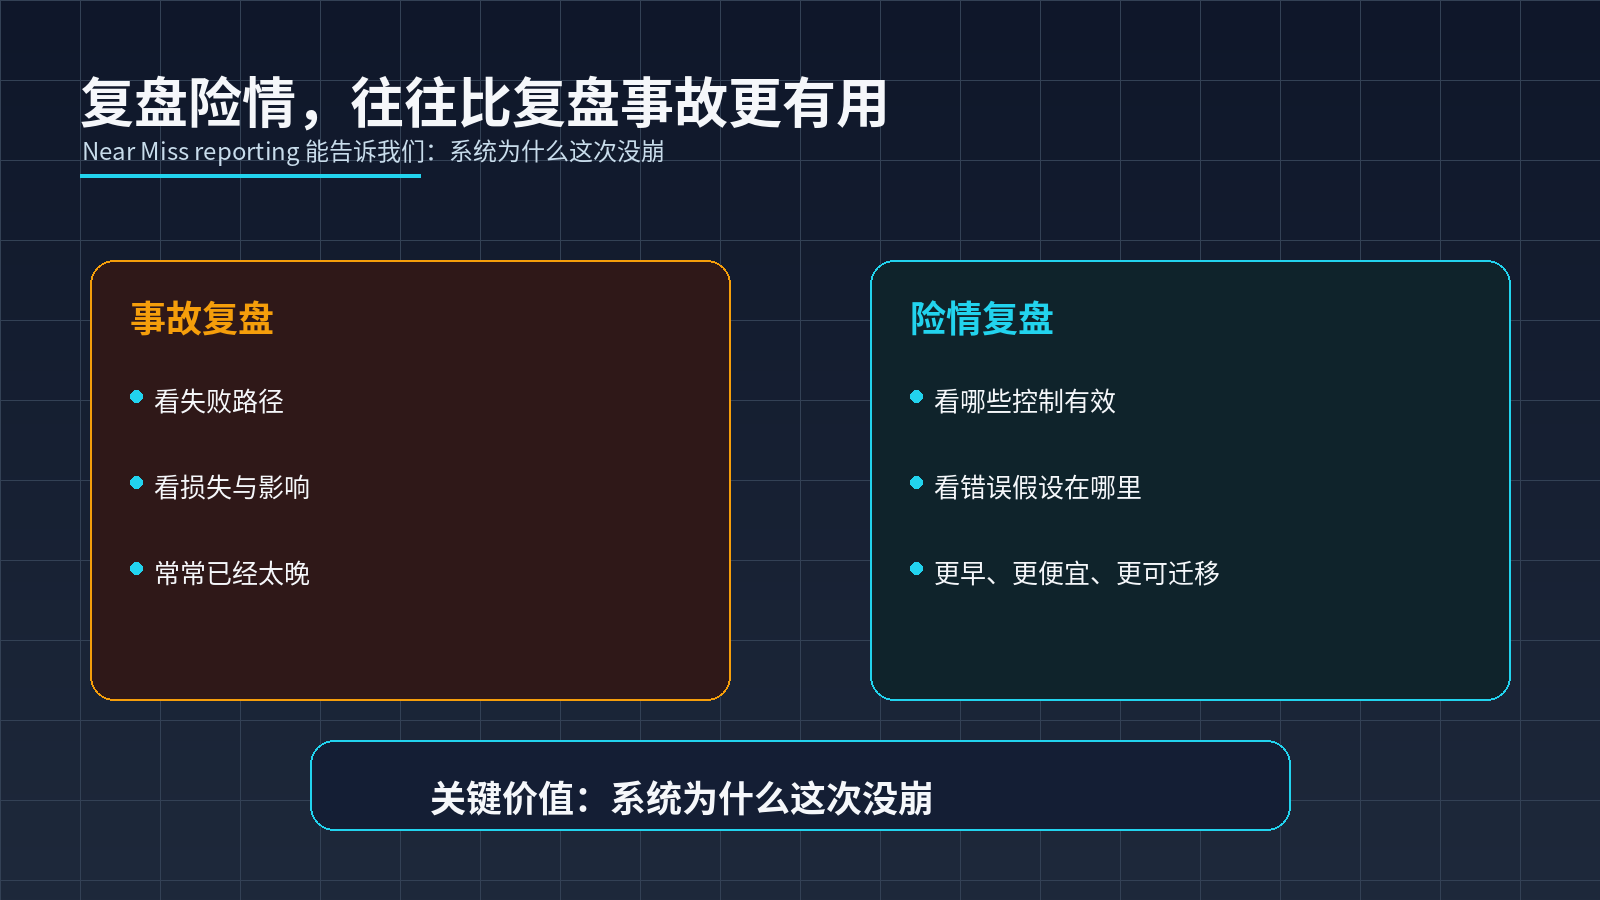 复盘险情，往往比复盘事故更有用
Near Miss reporting 能告诉我们：系统为什么这次没崩
事故复盘
看失败路径
看损失与影响
常常已经太晚
险情复盘
看哪些控制有效
看错误假设在哪里
更早、更便宜、更可迁移
关键价值：系统为什么这次没崩